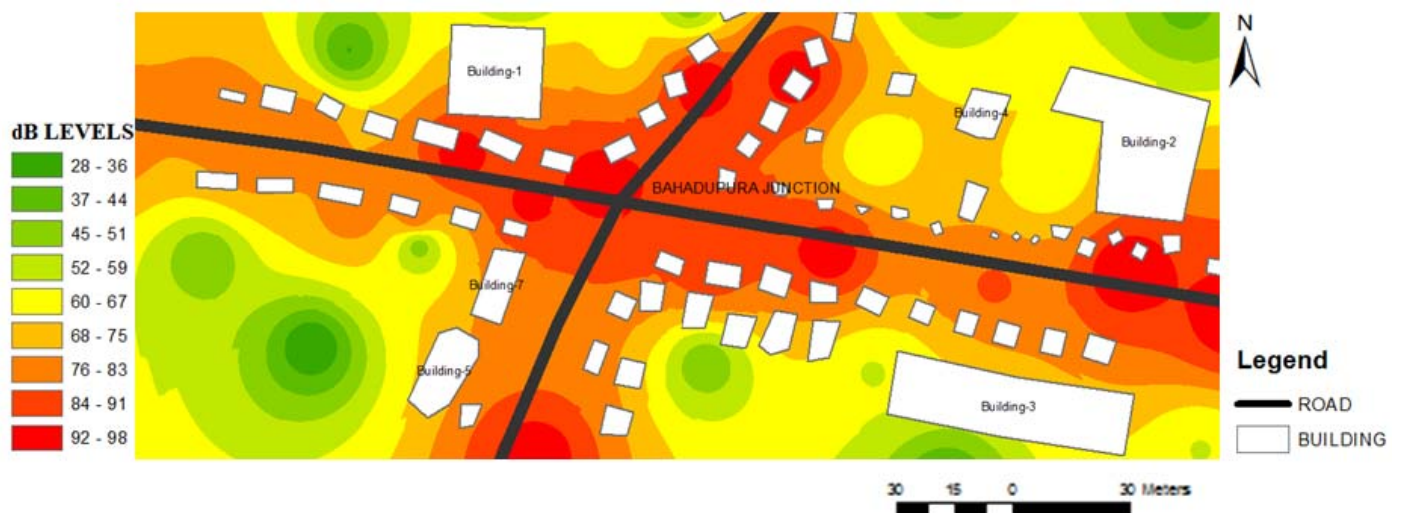 N
Building-1
Building-4
Building-2
dB LEVELS
28 - 36
37 - 44
45 - 51
52 - 59
60 - 67
68 - 75
76 - 83
84 - 91
92 - 98
BAHADUPURA JUNCTION
Building-7
Building-5
Building-3
Legend
ROAD
BUILDING
30 15 0 30 Meters